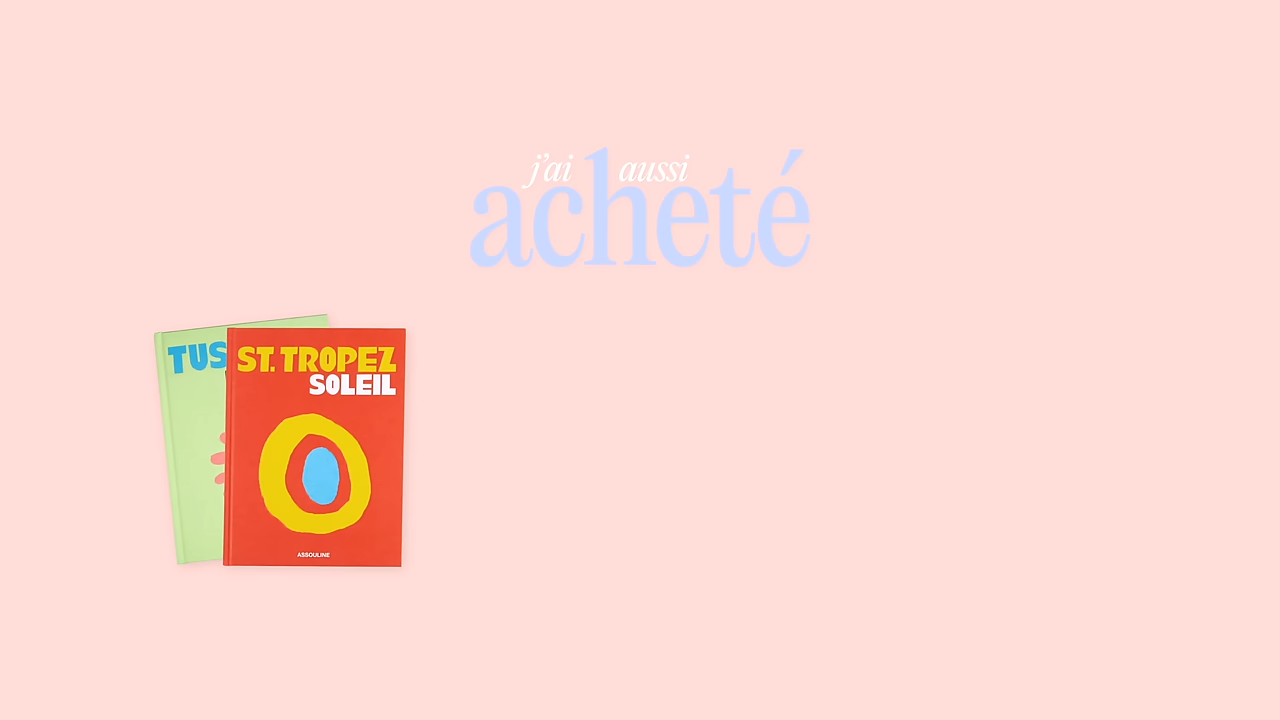 j'ai aussi
acheté
TUS
ST. TROPEZ
SOLEIL
ASSOULINE